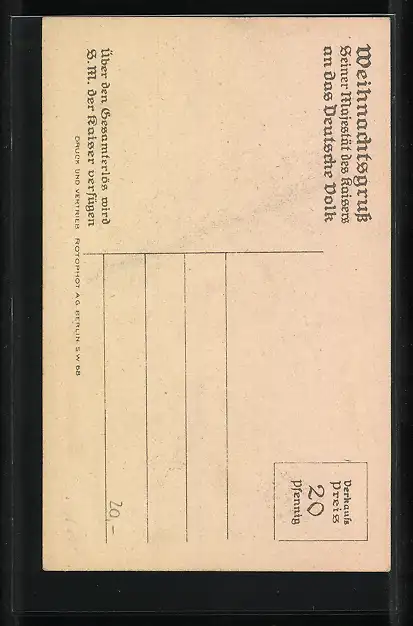 Weihnachtsgruß
Seiner Majestät des Kaisers
an das Deutsche Volk
Über den Gesamterlös wird
S.M. der Kaiser verfügen
DRUCK UND VERTRIEB ROTOPHOT A.G. BERLIN S.W. 68
Verkaufs
Preis
20
Pfennig
20,-